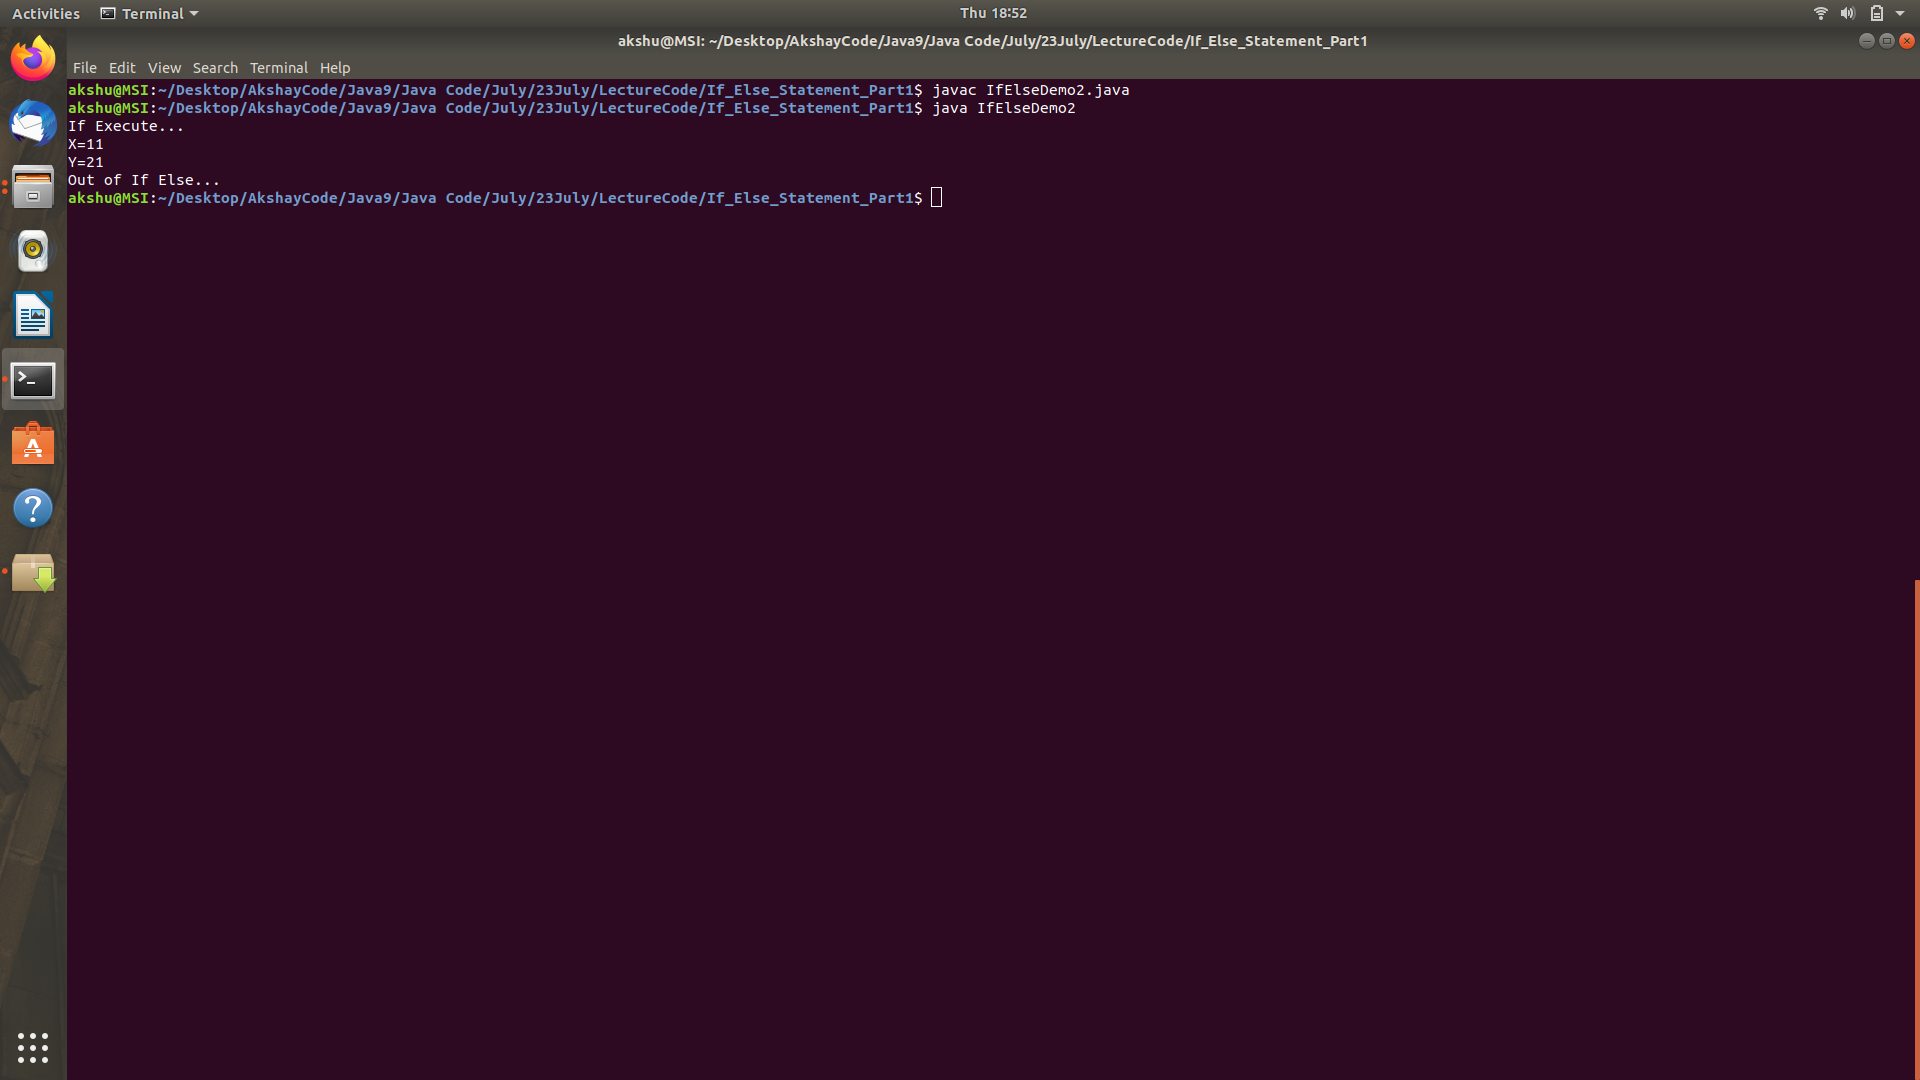 Activities Terminal Thu 18:52
akshu@MSI: ~/Desktop/AkshayCode/Java9/Java Code/July/23July/LectureCode/If_Else_Statement_Part1
File Edit View Search Terminal Help
akshu@MSI:~/Desktop/AkshayCode/Java9/Java Code/July/23July/LectureCode/If_Else_Statement_Part1$ javac IfElseDemo2.java
akshu@MSI:~/Desktop/AkshayCode/Java9/Java Code/July/23July/LectureCode/If_Else_Statement_Part1$ java IfElseDemo2
If Execute...
X=11
Y=21
Out of If Else...
akshu@MSI:~/Desktop/AkshayCode/Java9/Java Code/July/23July/LectureCode/If_Else_Statement_Part1$